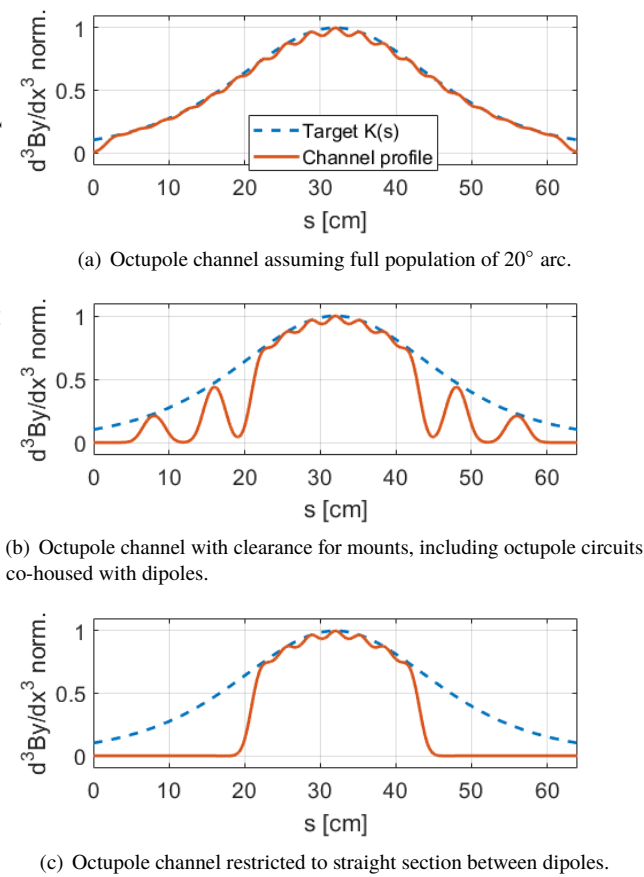 d³By/dx³ norm.
1
0.5
0
Target K(s)
Channel profile
0 10 20 30 40 50 60
s [cm]
(a) Octupole channel assuming full population of 20° arc.
d³By/dx³ norm.
1
0.5
0
0 10 20 30 40 50 60
s [cm]
(b) Octupole channel with clearance for mounts, including octupole circuits
co-housed with dipoles.
d³By/dx³ norm.
1
0.5
0
0 10 20 30 40 50 60
s [cm]
(c) Octupole channel restricted to straight section between dipoles.